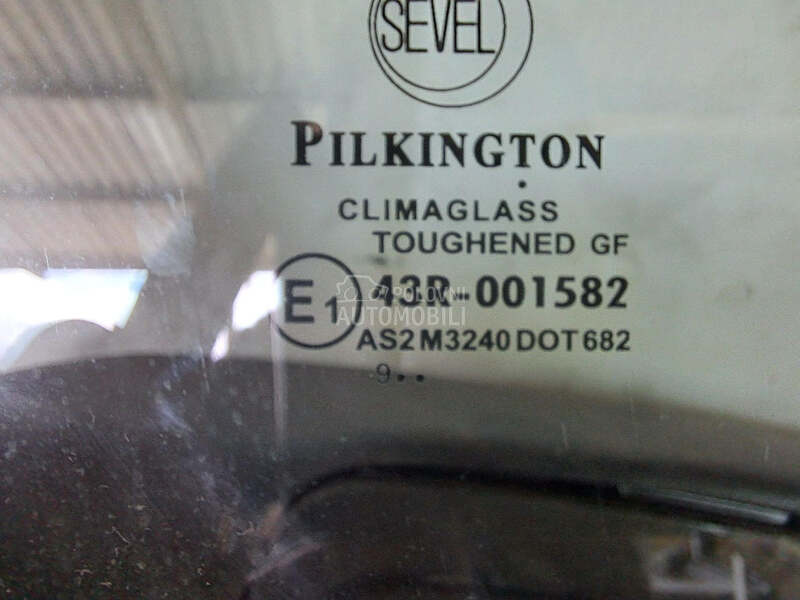 SEVEL
PILKINGTON
CLIMAGLASS
TOUGHENED GF
E1 43R-001582
POLOVNI
AUTOMOBILI
AS2 M3240 DOT 682
9..